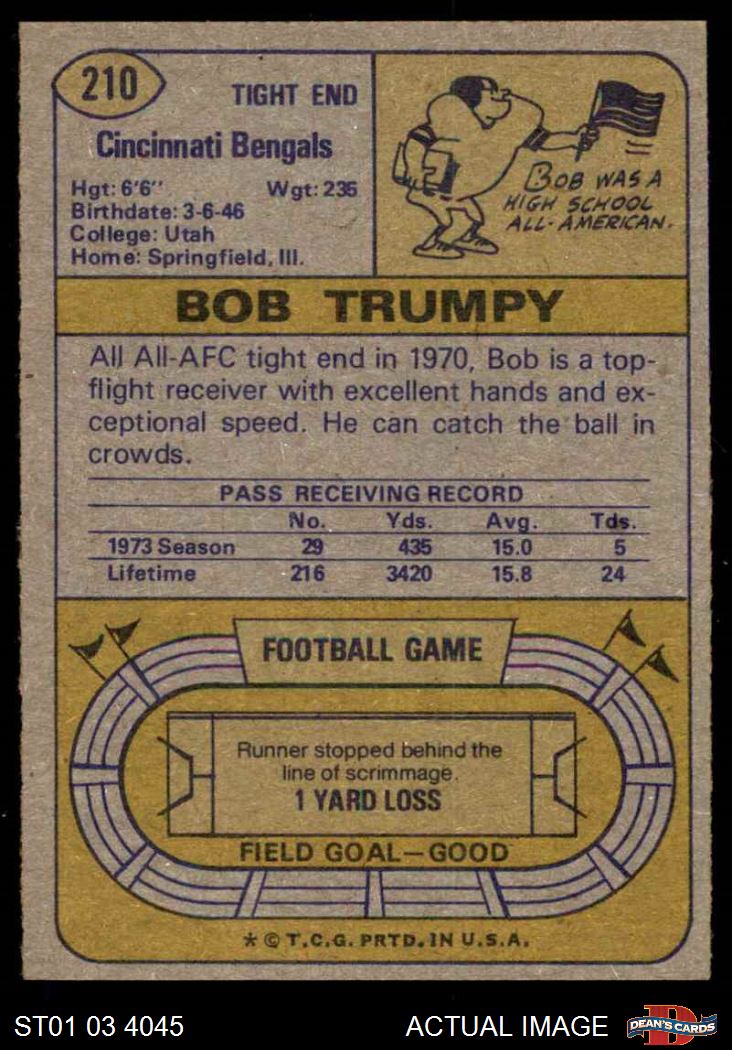 210
TIGHT END
Cincinnati Bengals
Hgt: 6'6" Wgt: 235
Birthdate: 3-6-46
College: Utah
Home: Springfield, Ill.
BOB WAS A
HIGH SCHOOL
ALL-AMERICAN.
BOB TRUMPY
All All-AFC tight end in 1970, Bob is a top-
flight receiver with excellent hands and ex-
ceptional speed. He can catch the ball in
crowds.
PASS RECEIVING RECORD
No. Yds. Avg. Tds.
1973 Season 29 435 15.0 5
Lifetime 216 3420 15.8 24
FOOTBALL GAME
Runner stopped behind the
line of scrimmage.
1 YARD LOSS
FIELD GOAL—GOOD
* © T.C.G. PRTD. IN U.S.A.
ST01 03 4045 ACTUAL IMAGE DEAN'S CARDS